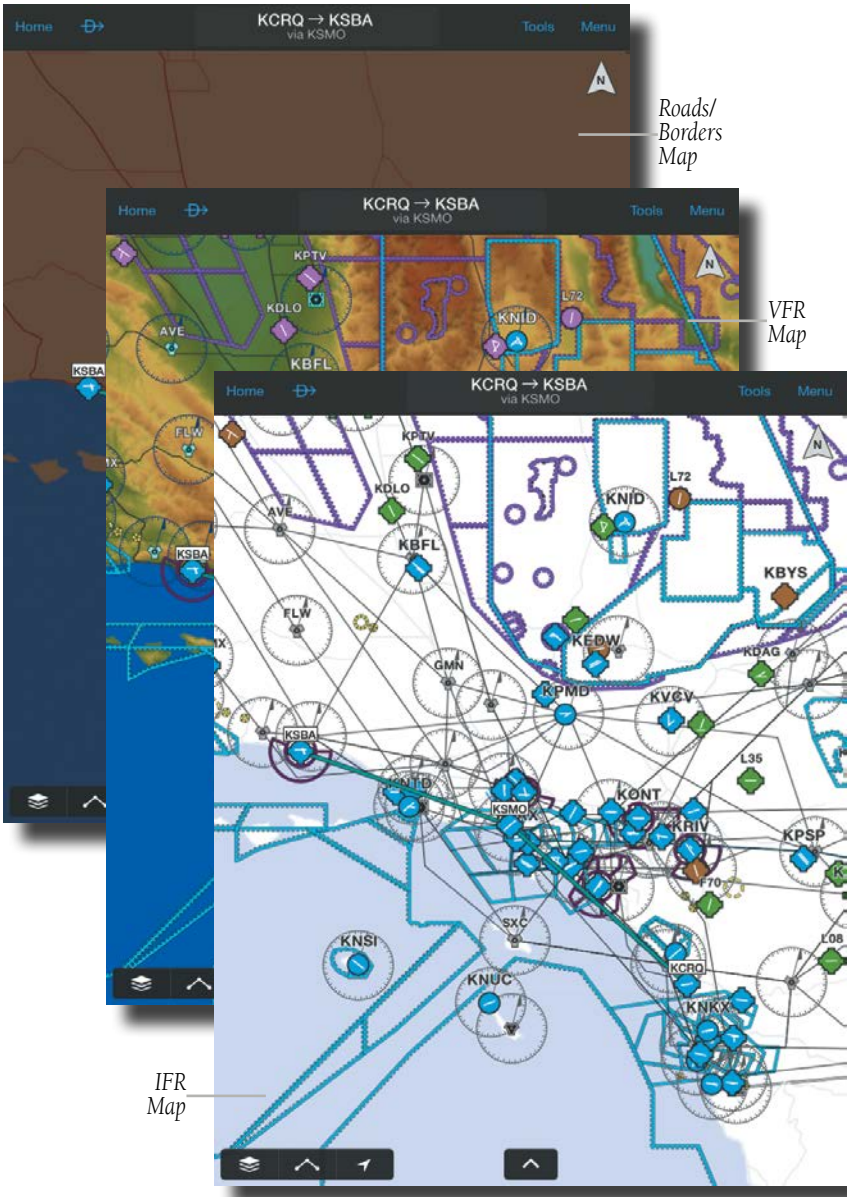 Home
KCRQ → KSBA
via KSMO
Tools
Menu
N
Roads/
Borders
Map
KSBA
Home
KCRQ → KSBA
via KSMO
Tools
Menu
N
KPTV
L72
KDLO
KNID
AVE
KBFL
FLW
MX
KSBA
VFR
Map
Home
KCRQ → KSBA
via KSMO
Tools
Menu
N
KPTV
L72
KDLO
KNID
AVE
KBFL
KBYS
FLW
KEDW
KDAG
GMN
KPMD
KVCV
MX
KSBA
L35
KNTD
KSMO
X
KONT
KRIV
KPSP
F70
K
SXC
L08
KNSI
KCRQ
KNUC
KNKX
IFR
Map